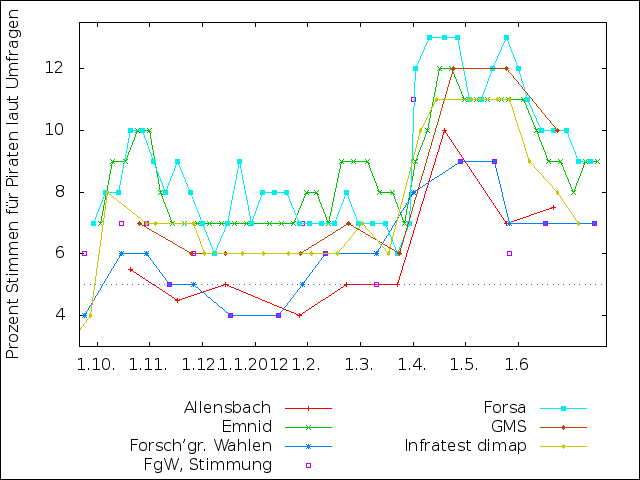 Prozent Stimmen für Piraten laut Umfragen
12
10
8
6
4
1.10. 1.11. 1.12. 1.1.2012 1.2. 1.3. 1.4. 1.5. 1.6
Allensbach Forsa
Emnid GMS
Forsch'gr. Wahlen Infratest dimap
FgW, Stimmung